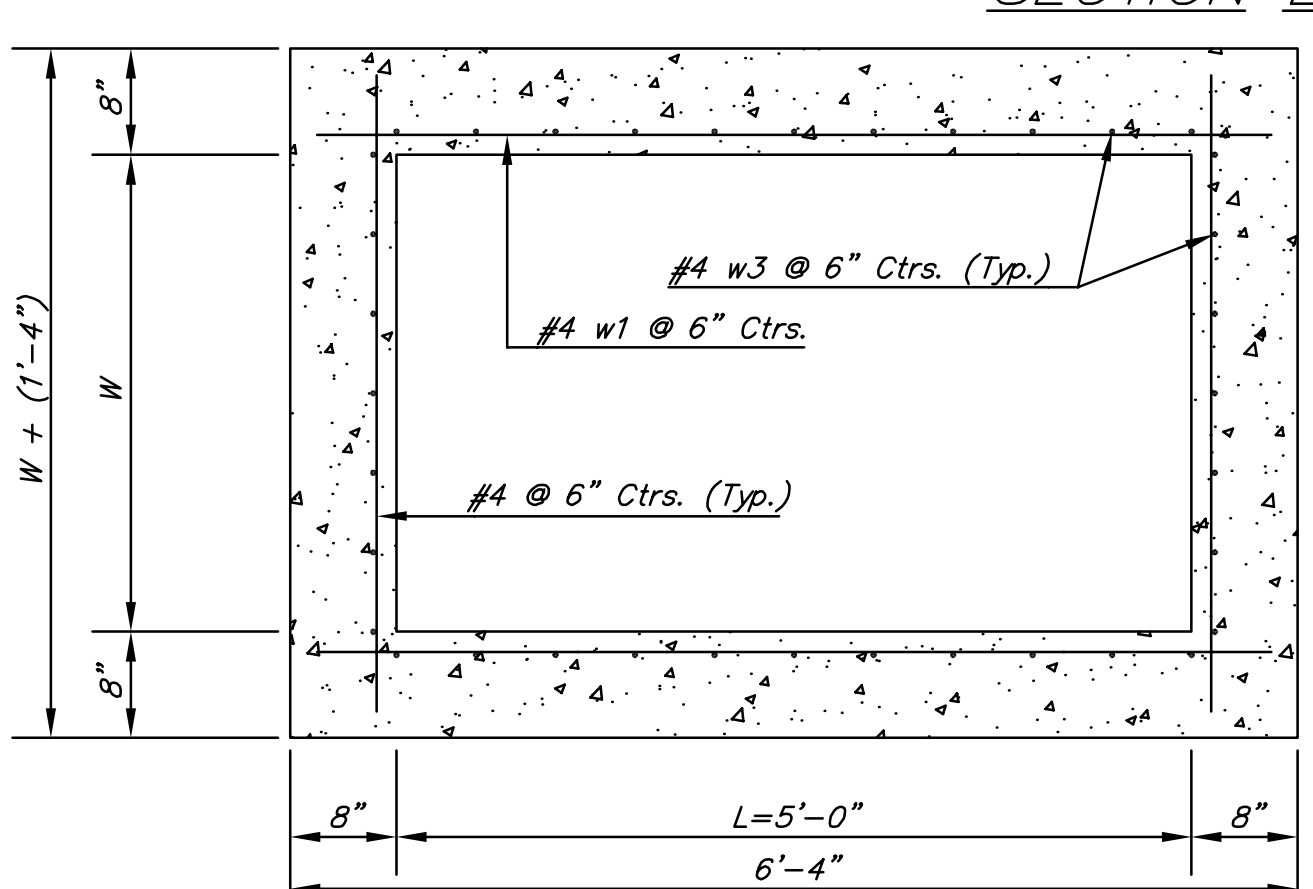 SECTION
8”
#4 w3 @ 6” Ctrs. (Typ.)
#4 w1 @ 6” Ctrs.
W + (1’-4”)
W
#4 @ 6” Ctrs. (Typ.)
8”
8”
L=5’-0”
8”
6’-4”